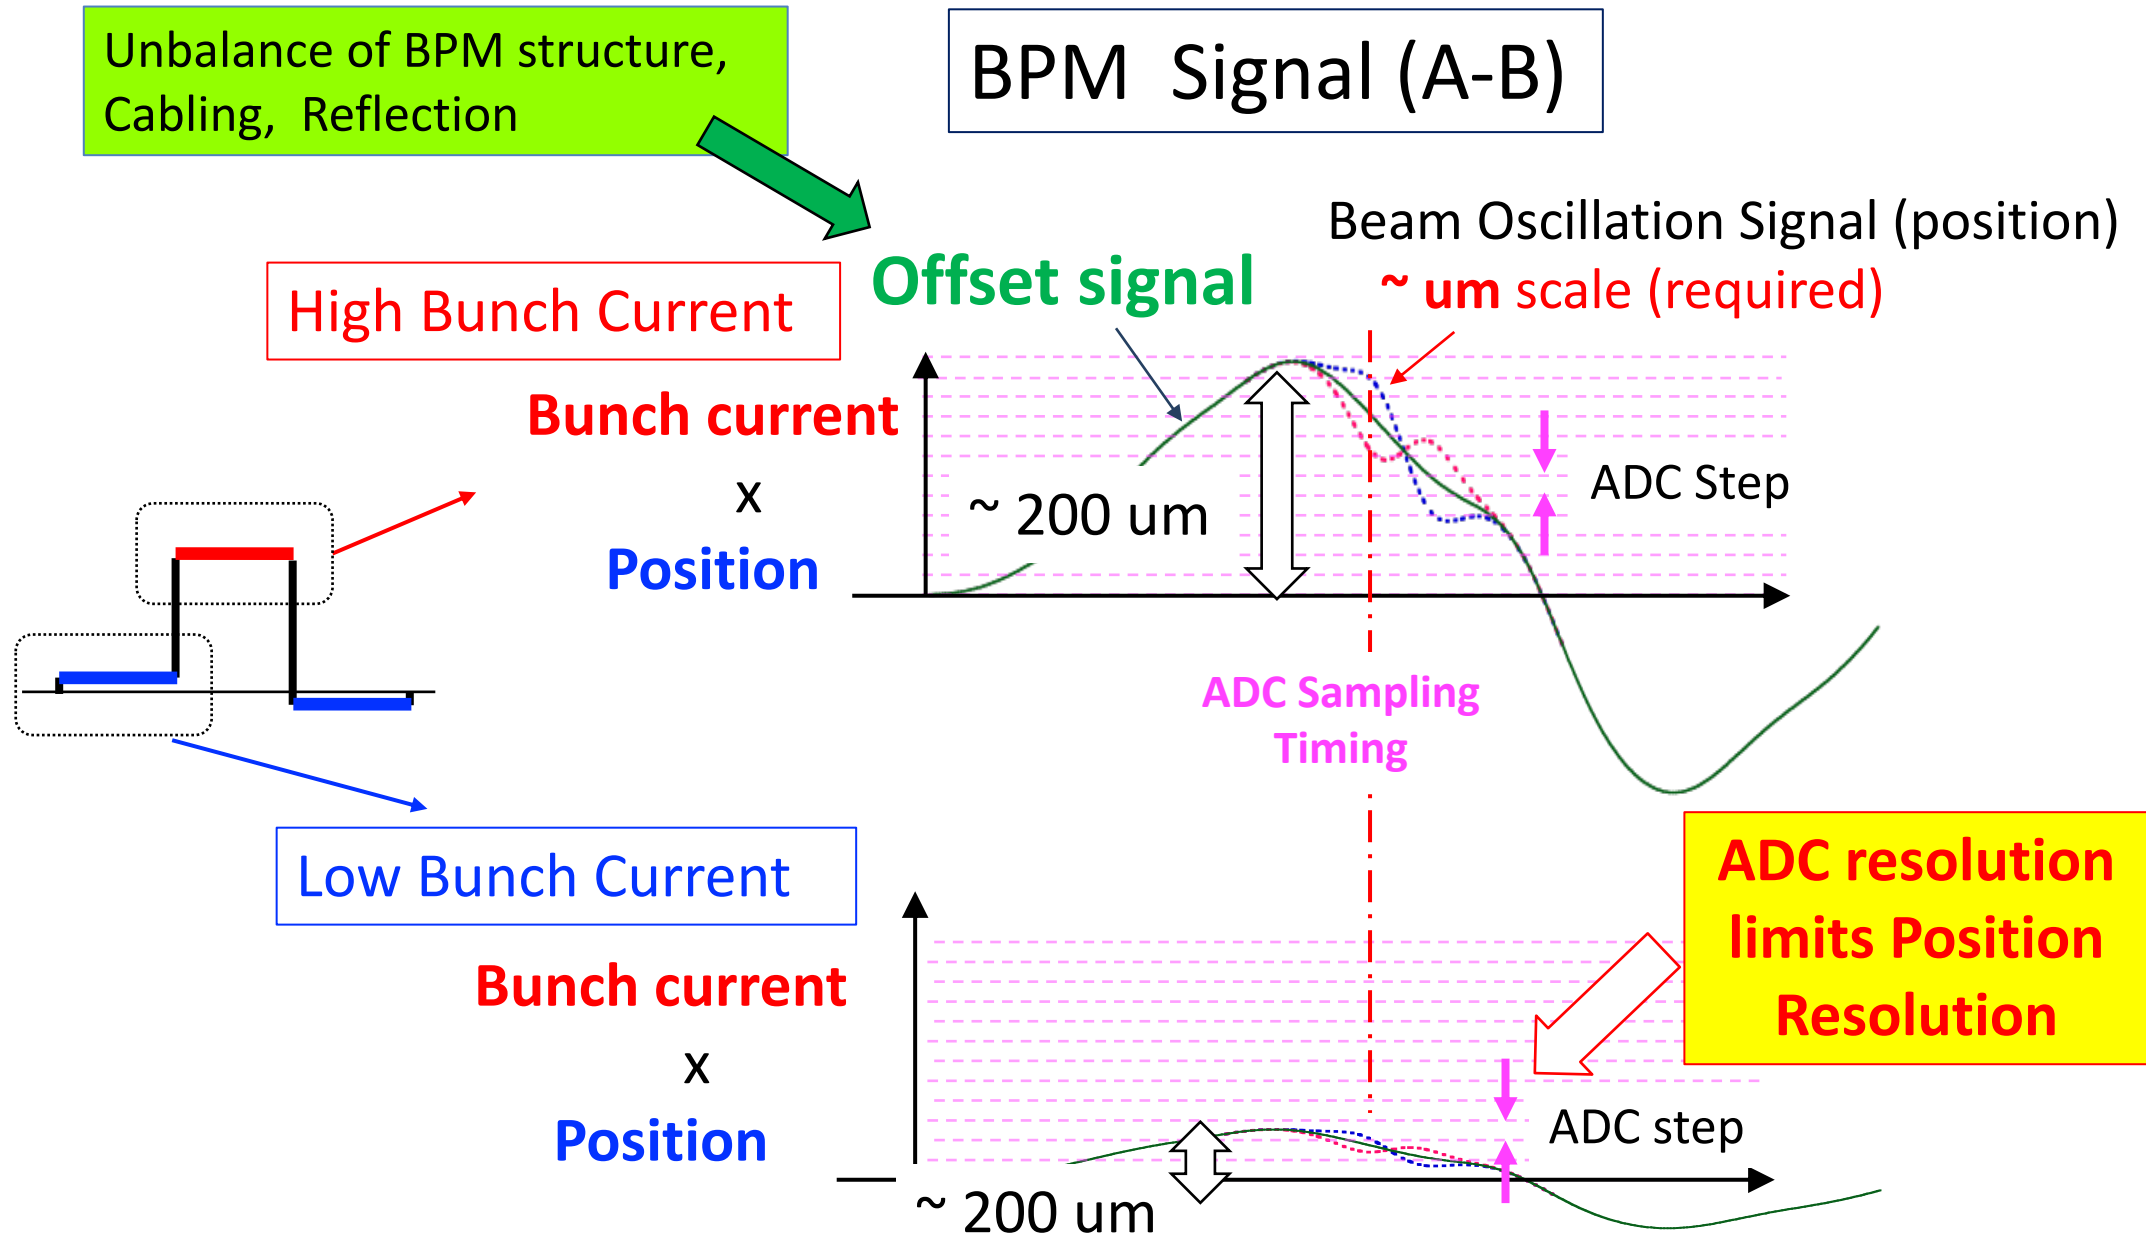 Unbalance of BPM structure,
Cabling, Reflection
BPM Signal (A-B)
Beam Oscillation Signal (position)
~ um scale (required)
Offset signal
High Bunch Current
Bunch current
x
Position
~ 200 um
ADC Step
ADC Sampling
Timing
Low Bunch Current
ADC resolution
limits Position
Resolution
Bunch current
x
Position
ADC step
~ 200 um